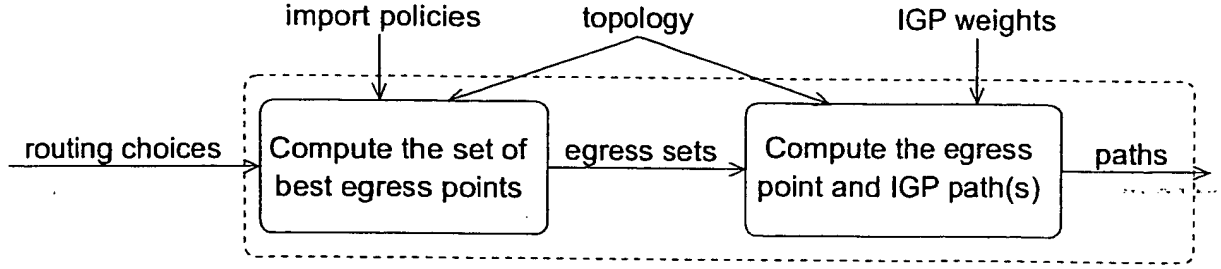 import policies
topology
IGP weights
routing choices
Compute the set of
best egress points
egress sets
Compute the egress
point and IGP path(s)
paths